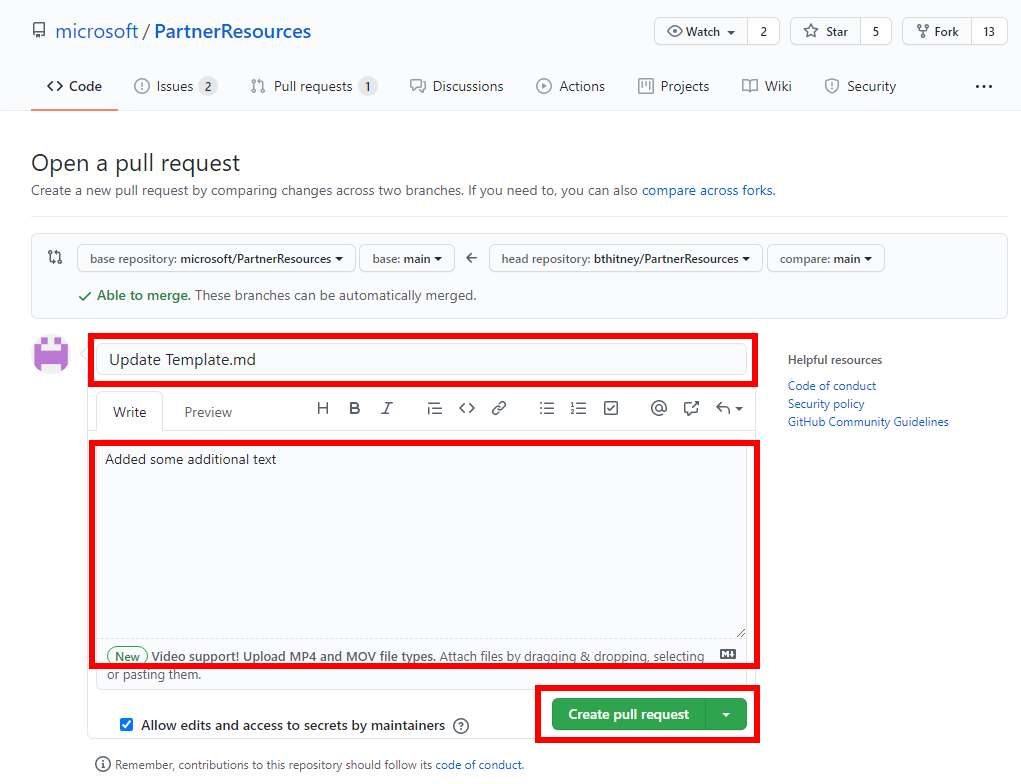 microsoft / PartnerResources
Watch 2 Star 5 Fork 13
Code Issues 2 Pull requests 1 Discussions Actions Projects Wiki Security ...
Open a pull request
Create a new pull request by comparing changes across two branches. If you need to, you can also compare across forks.
base repository: microsoft/PartnerResources base: main ← head repository: bthitney/PartnerResources compare: main
Able to merge. These branches can be automatically merged.
Update Template.md
Helpful resources
Code of conduct
Security policy
GitHub Community Guidelines
Write Preview
Added some additional text
New Video support! Upload MP4 and MOV file types. Attach files by dragging & dropping, selecting
or pasting them.
Create pull request
Allow edits and access to secrets by maintainers
Remember, contributions to this repository should follow its code of conduct.